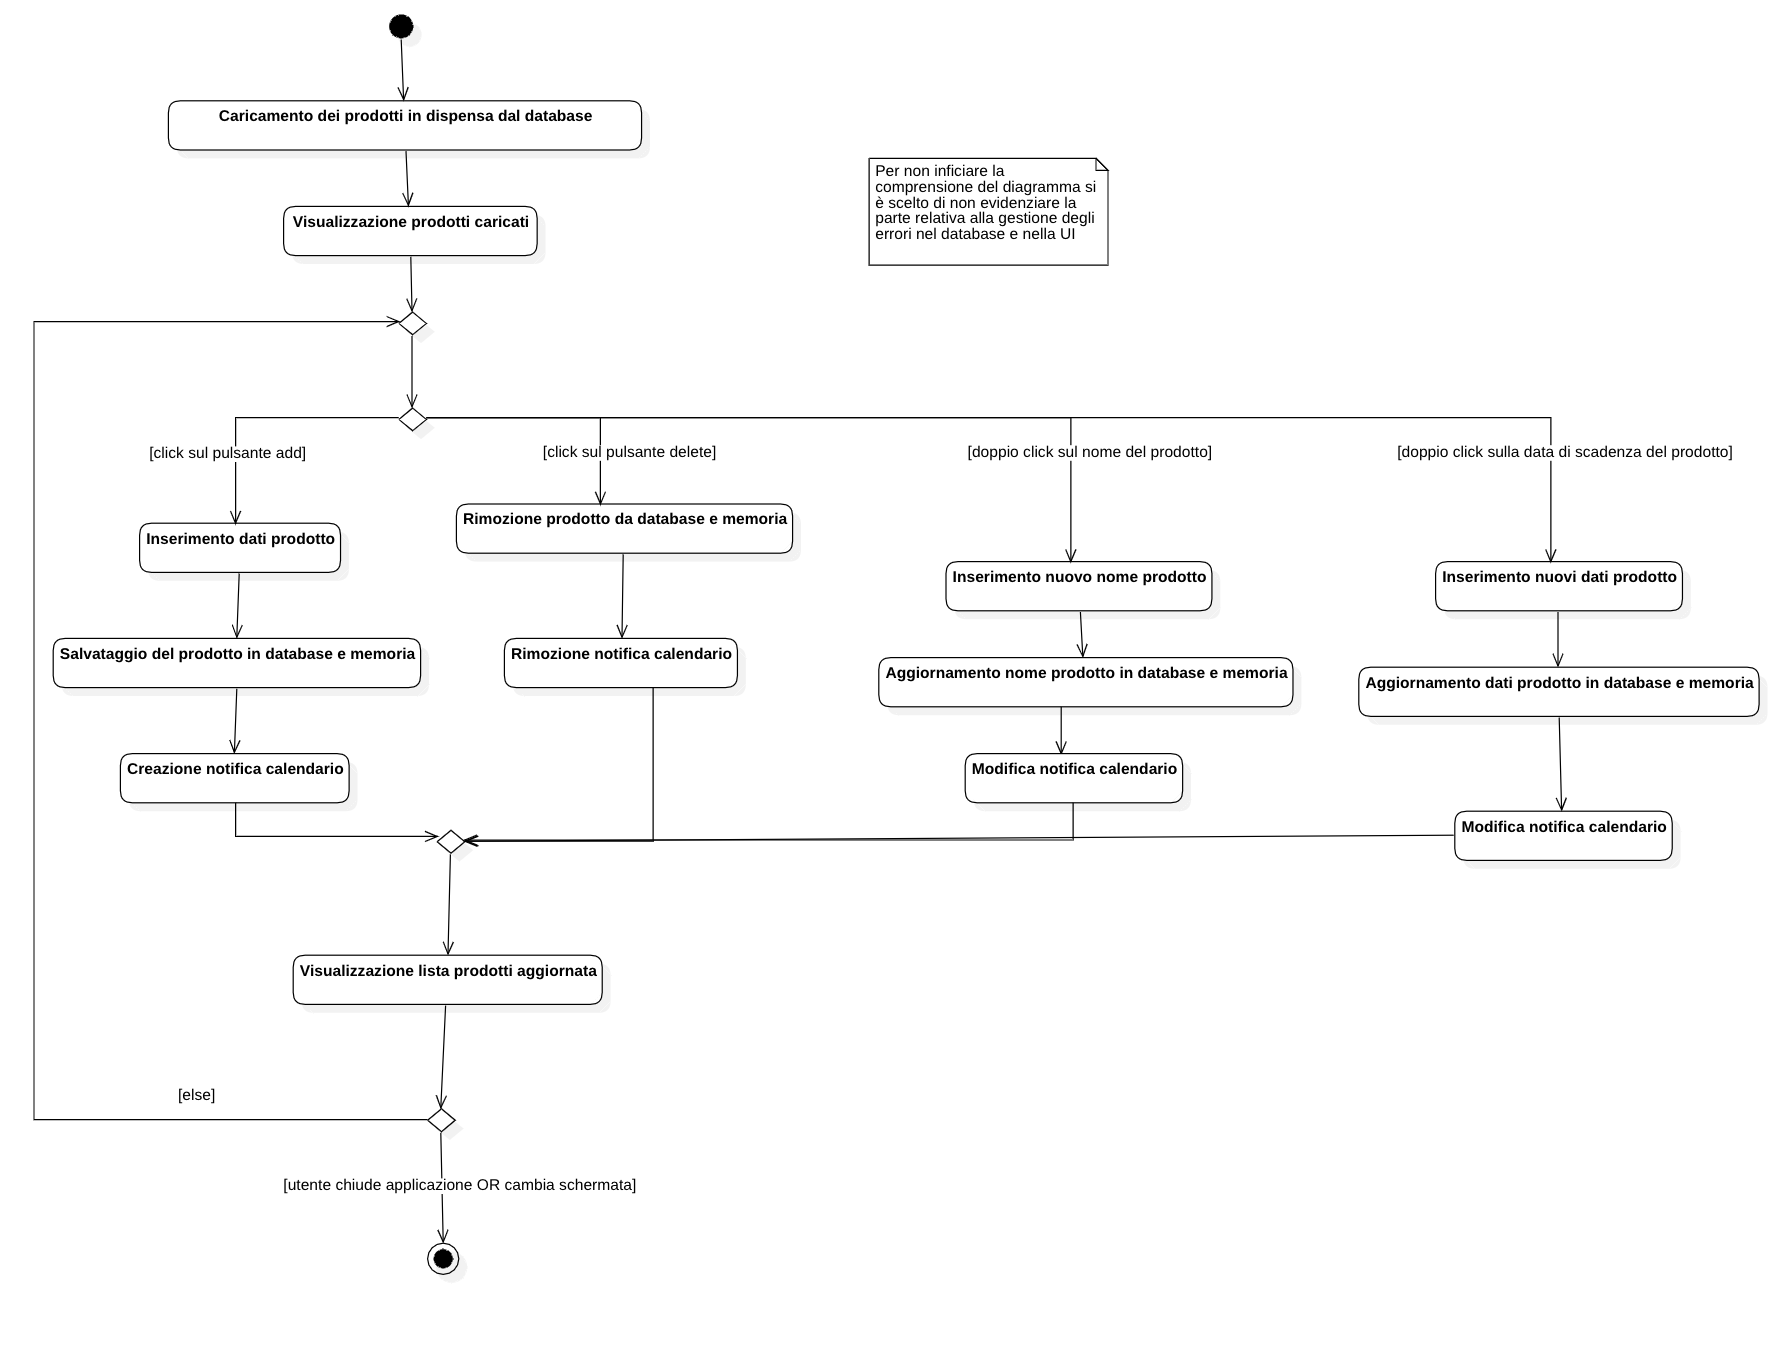 Caricamento dei prodotti in dispensa dal database
Per non inficiare la
comprensione del diagramma si
è scelto di non evidenziare la
parte relativa alla gestione degli
errori nel database e nella UI
Visualizzazione prodotti caricati
[click sul pulsante add]
[click sul pulsante delete]
[doppio click sul nome del prodotto]
[doppio click sulla data di scadenza del prodotto]
Inserimento dati prodotto
Rimozione prodotto da database e memoria
Inserimento nuovo nome prodotto
Inserimento nuovi dati prodotto
Salvataggio del prodotto in database e memoria
Rimozione notifica calendario
Aggiornamento nome prodotto in database e memoria
Aggiornamento dati prodotto in database e memoria
Creazione notifica calendario
Modifica notifica calendario
Modifica notifica calendario
Visualizzazione lista prodotti aggiornata
[else]
[utente chiude applicazione OR cambia schermata]